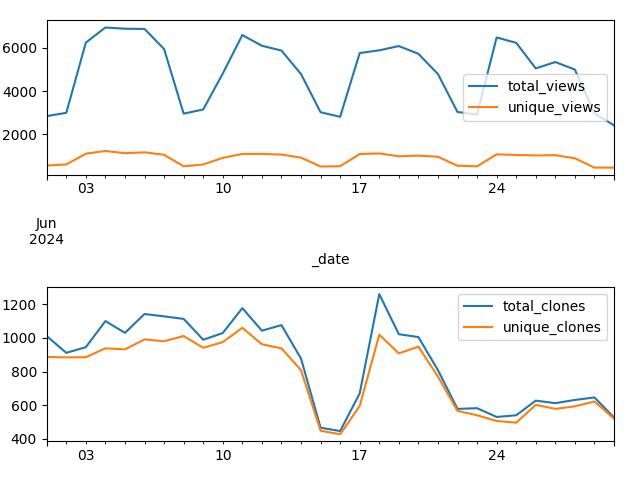 6000
4000
2000
total_views
unique_views
03
10
17
24
Jun
2024
_date
1200
1000
800
600
400
total_clones
unique_clones
03
10
17
24